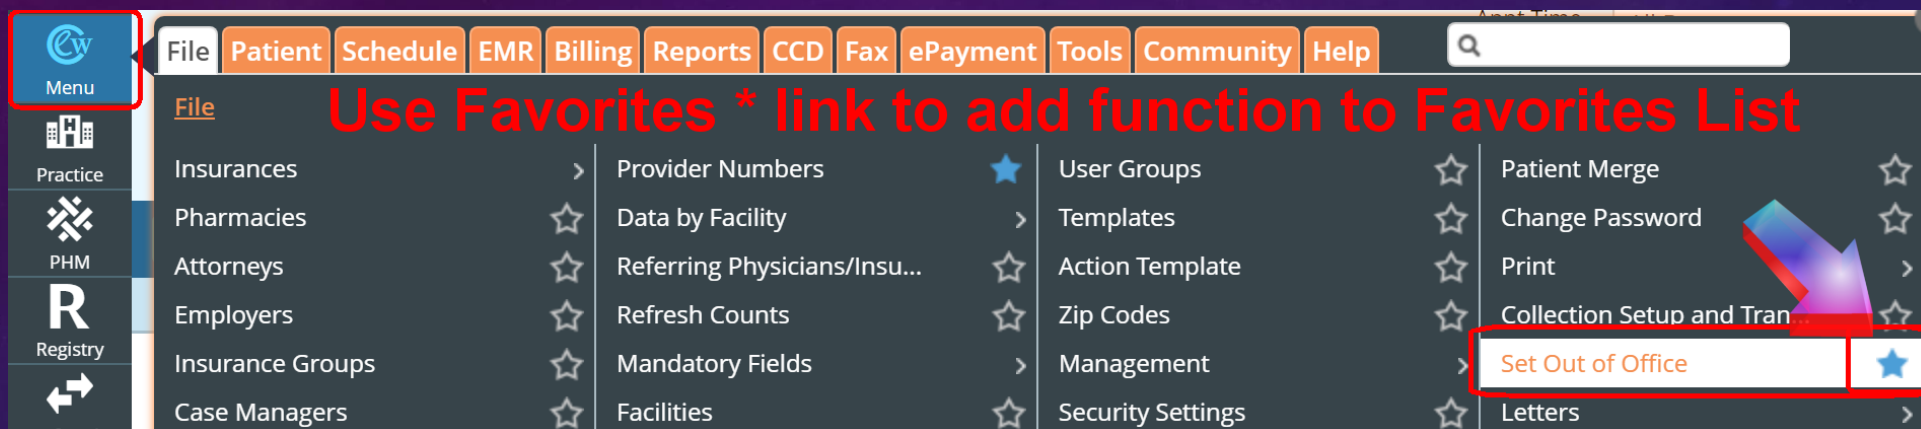 Appt Time
ecw
File Patient Schedule EMR Billing Reports CCD Fax ePayment Tools Community Help
Menu
File
Use Favorites * link to add function to Favorites List
Practice
Insurances
Provider Numbers
User Groups
Patient Merge
Pharmacies
Data by Facility
Templates
Change Password
PHM
Attorneys
Referring Physicians/Insu...
Action Template
Print
R
Employers
Refresh Counts
Zip Codes
Collection Setup and Tran...
Registry
Insurance Groups
Mandatory Fields
Management
Set Out of Office
Case Managers
Facilities
Security Settings
Letters